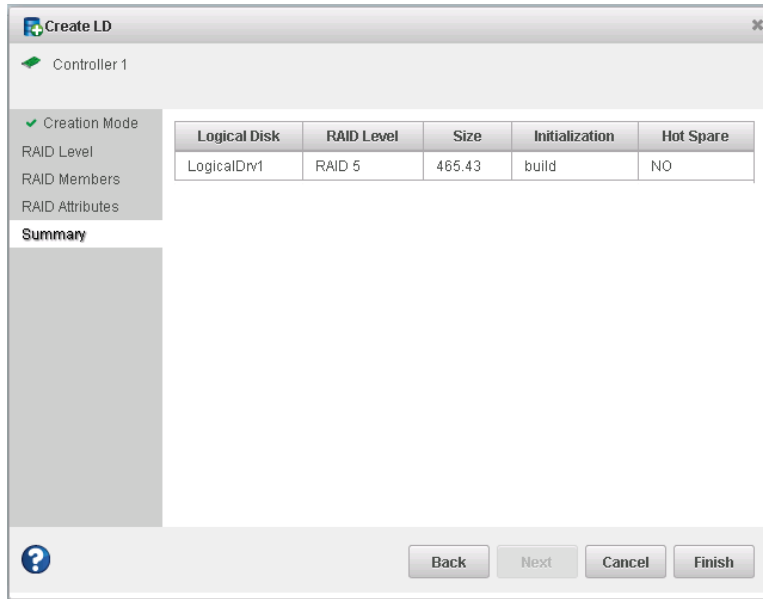 Create LD
Controller 1
Creation Mode
RAID Level
RAID Members
RAID Attributes
Summary
Logical Disk RAID Level Size Initialization Hot Spare
LogicalDrv1 RAID 5 465.43 build NO
? Back Next Cancel Finish